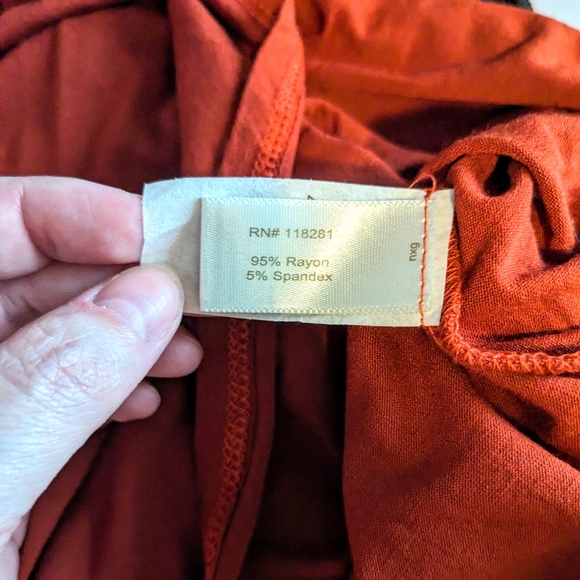 RN# 118281
95% Rayon
5% Spandex
nxg